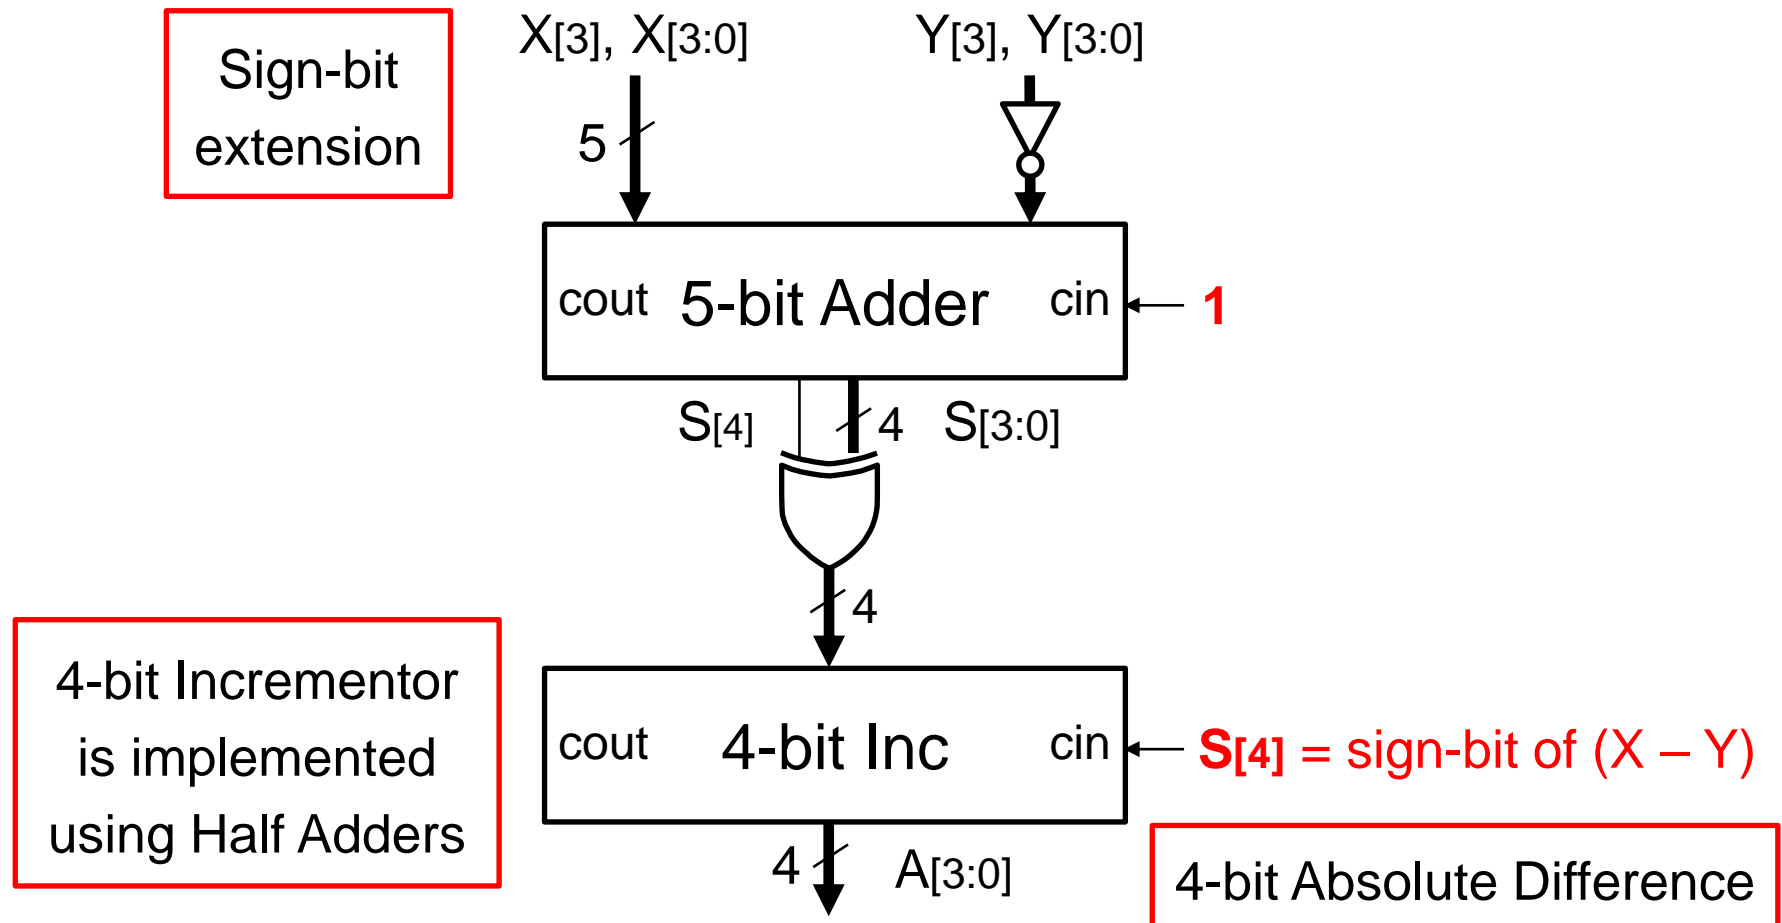 Sign-bit
extension
X[3], X[3:0]
Y[3], Y[3:0]
5
cout 5-bit Adder cin
1
S[4]
4
S[3:0]
4
4-bit Incrementor
is implemented
using Half Adders
cout 4-bit Inc cin
S[4] = sign-bit of (X – Y)
4
A[3:0]
4-bit Absolute Difference